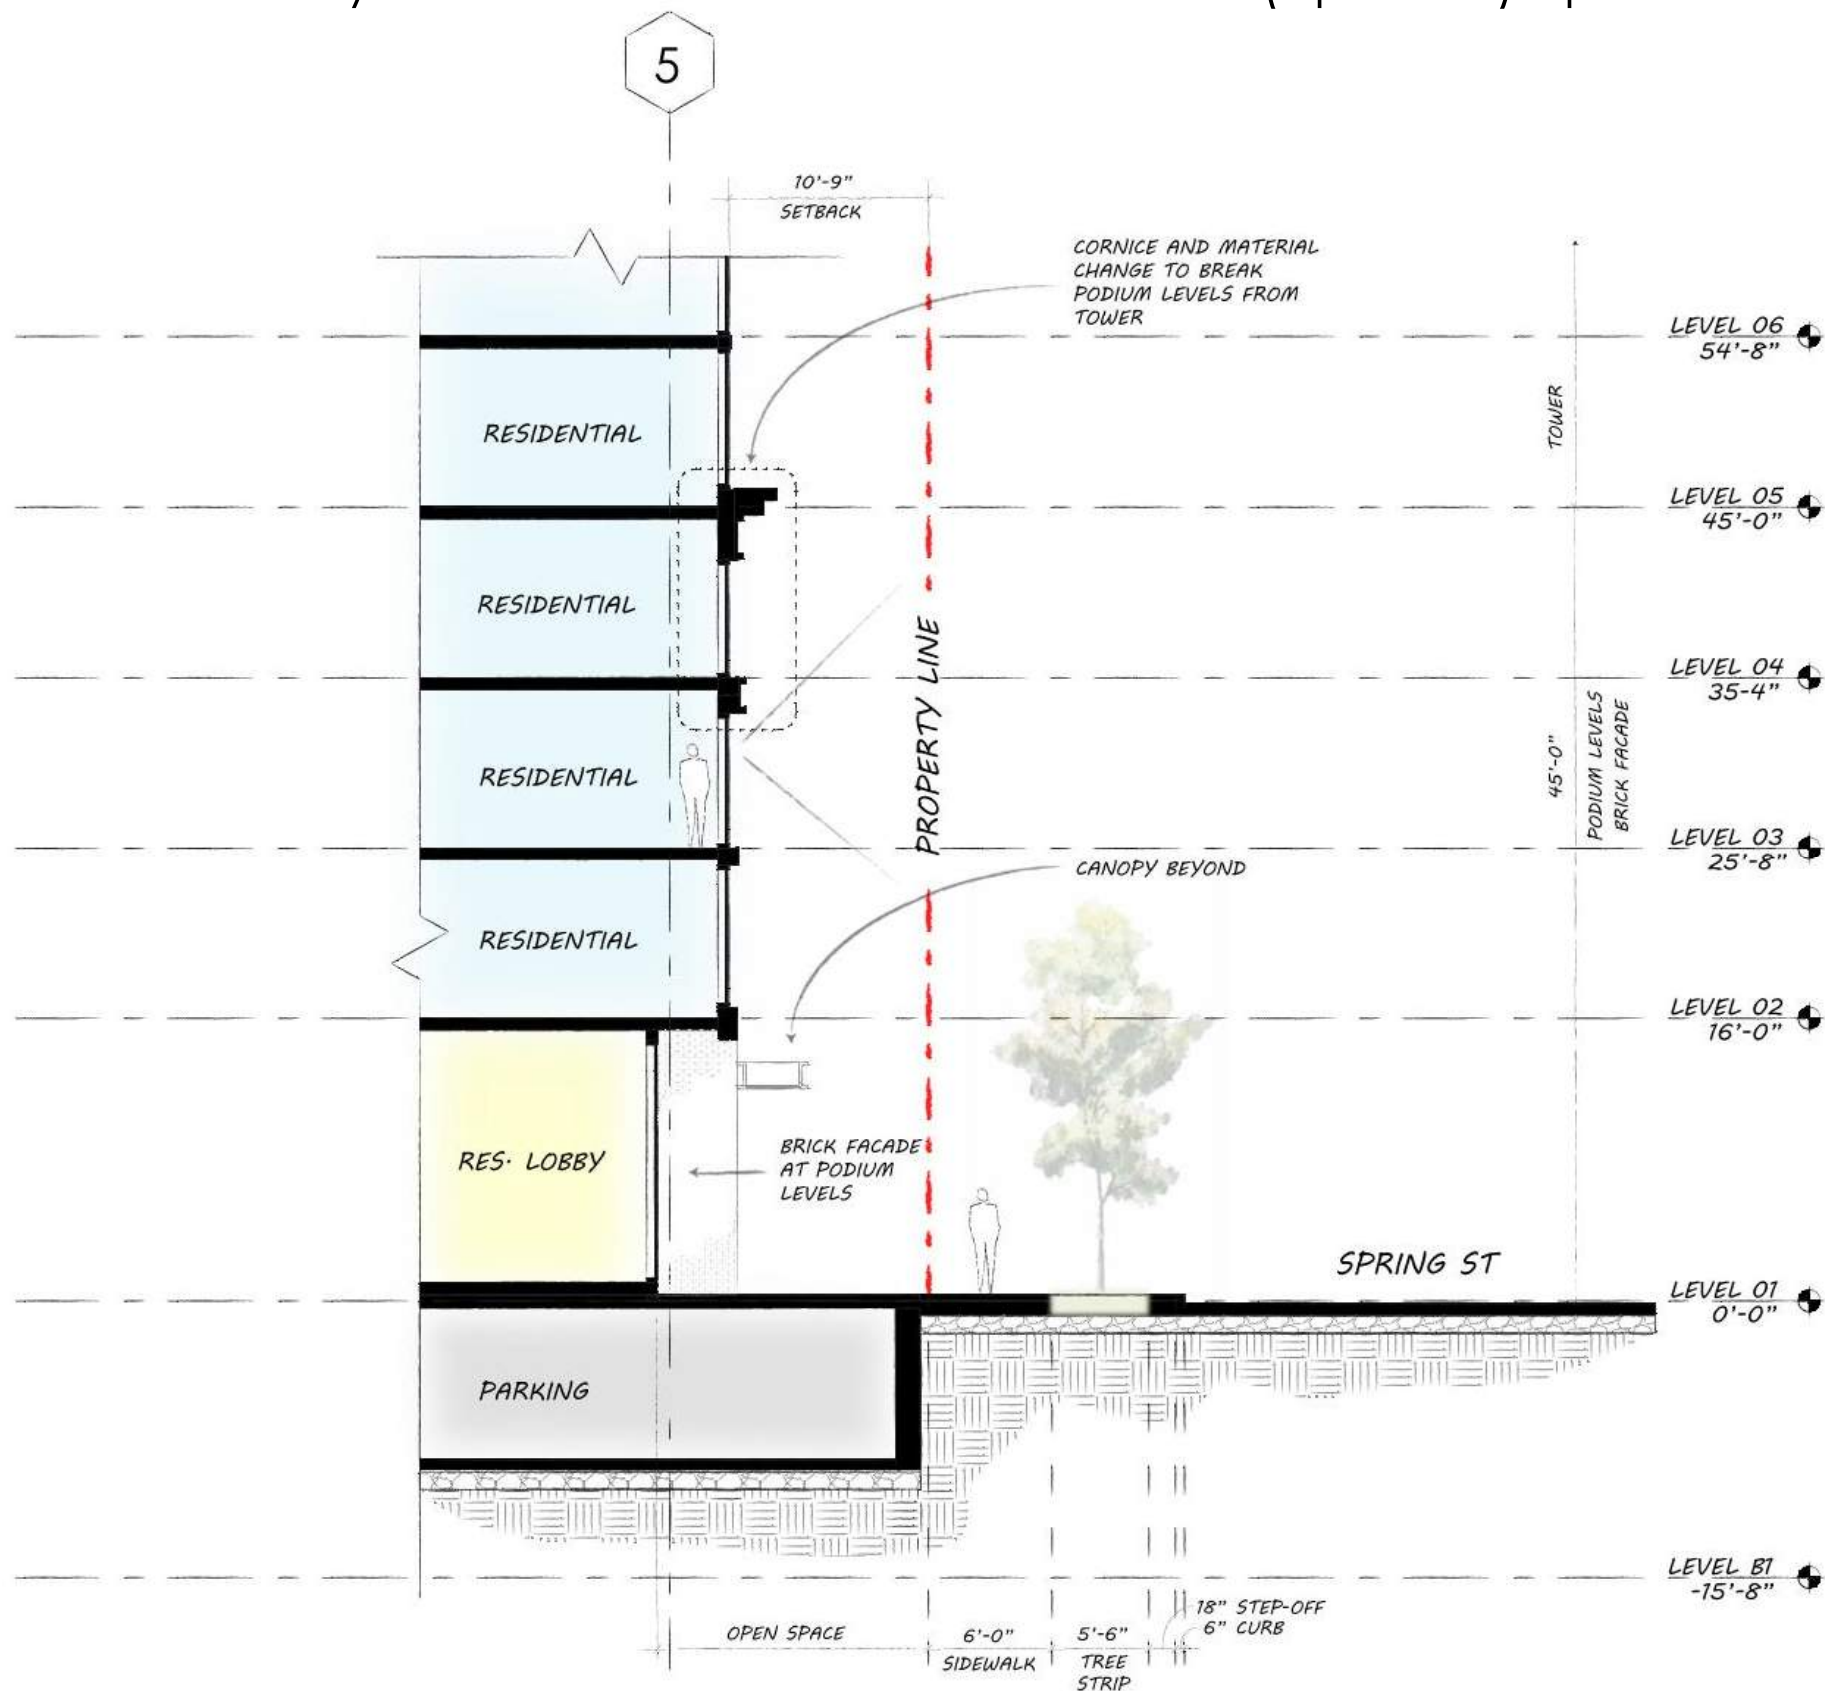 5
10'-9"
SETBACK
CORNICE AND MATERIAL
CHANGE TO BREAK
PODIUM LEVELS FROM
TOWER
LEVEL 06
54'-8"
TOWER
RESIDENTIAL
LEVEL 05
45'-0"
RESIDENTIAL
PROPERTY LINE
LEVEL 04
35-4"
45'-0"
PODIUM LEVELS
BRICK FACADE
RESIDENTIAL
LEVEL 03
25'-8"
CANOPY BEYOND
RESIDENTIAL
LEVEL 02
16'-0"
BRICK FACADE
AT PODIUM
LEVELS
RES. LOBBY
SPRING ST
LEVEL 01
0'-0"
PARKING
LEVEL B1
-15'-8"
18" STEP-OFF
6" CURB
OPEN SPACE
6'-0"
SIDEWALK
5'-6"
TREE
STRIP